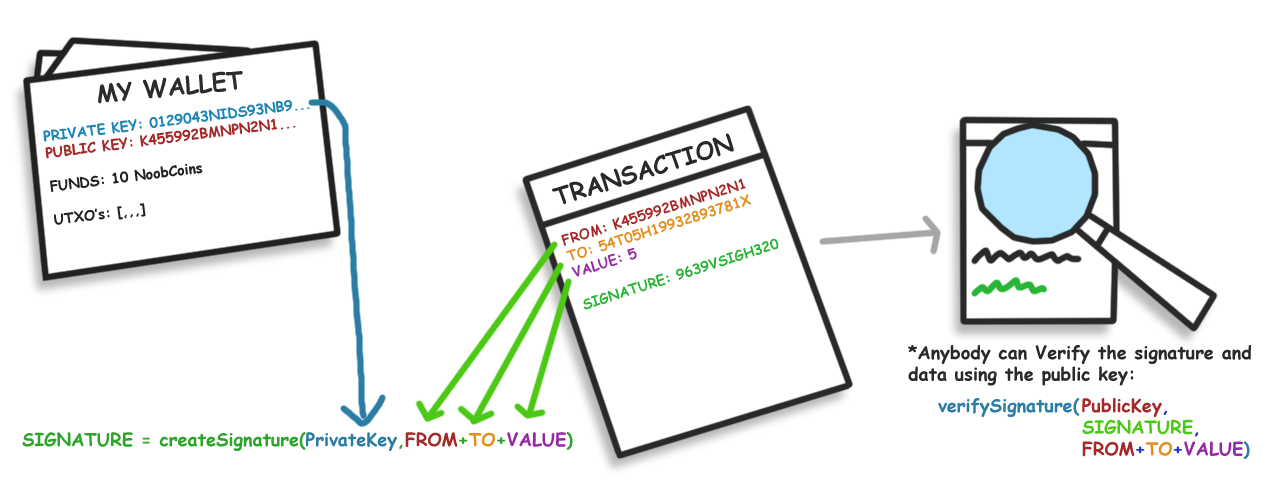 MY WALLET
PRIVATE KEY: 0129043NIDS93NB9...
PUBLIC KEY: K455992BMNPN2N1...
FUNDS: 10 NoobCoins
UTXO's: [,,,]
TRANSACTION
FROM: K455992BMNPN2N1
TO: 54T05H19932893781X
VALUE: 5
SIGNATURE: 9639VSIGH320
SIGNATURE = createSignature(PrivateKey,FROM+TO+VALUE)
*Anybody can Verify the signature and
data using the public key:
verifySignature(PublicKey,
SIGNATURE,
FROM+TO+VALUE)